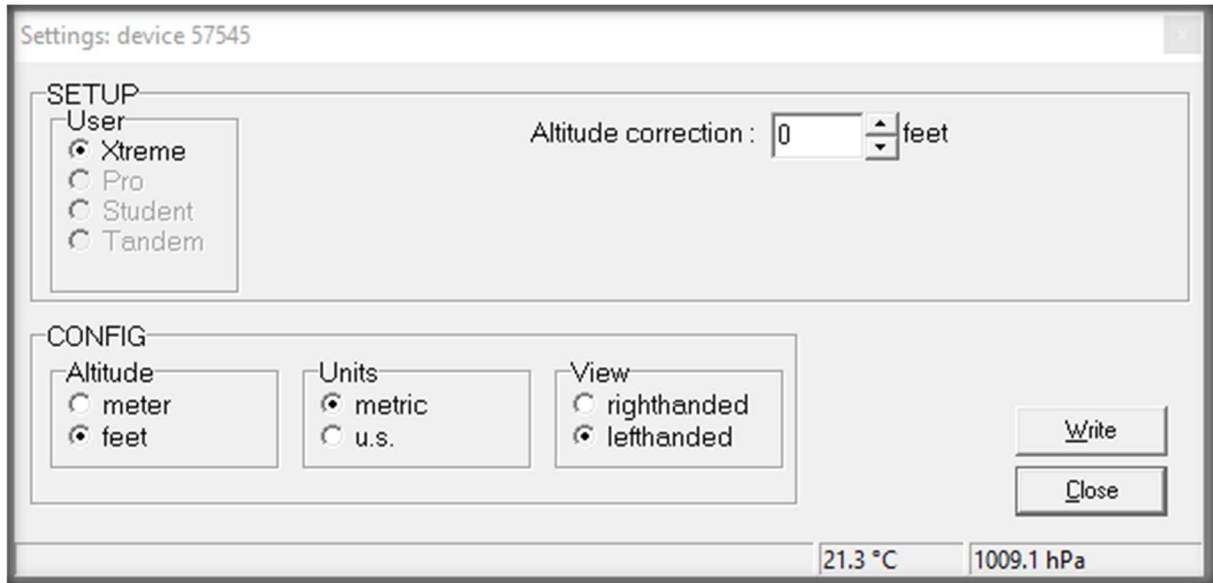 Settings: device 57545
x
SETUP
User
Xtreme
Pro
Student
Tandem
Altitude correction : 0 feet
CONFIG
Altitude
meter
feet
Units
metric
u.s.
View
righthanded
lefthanded
Write
Close
21.3 °C
1009.1 hPa